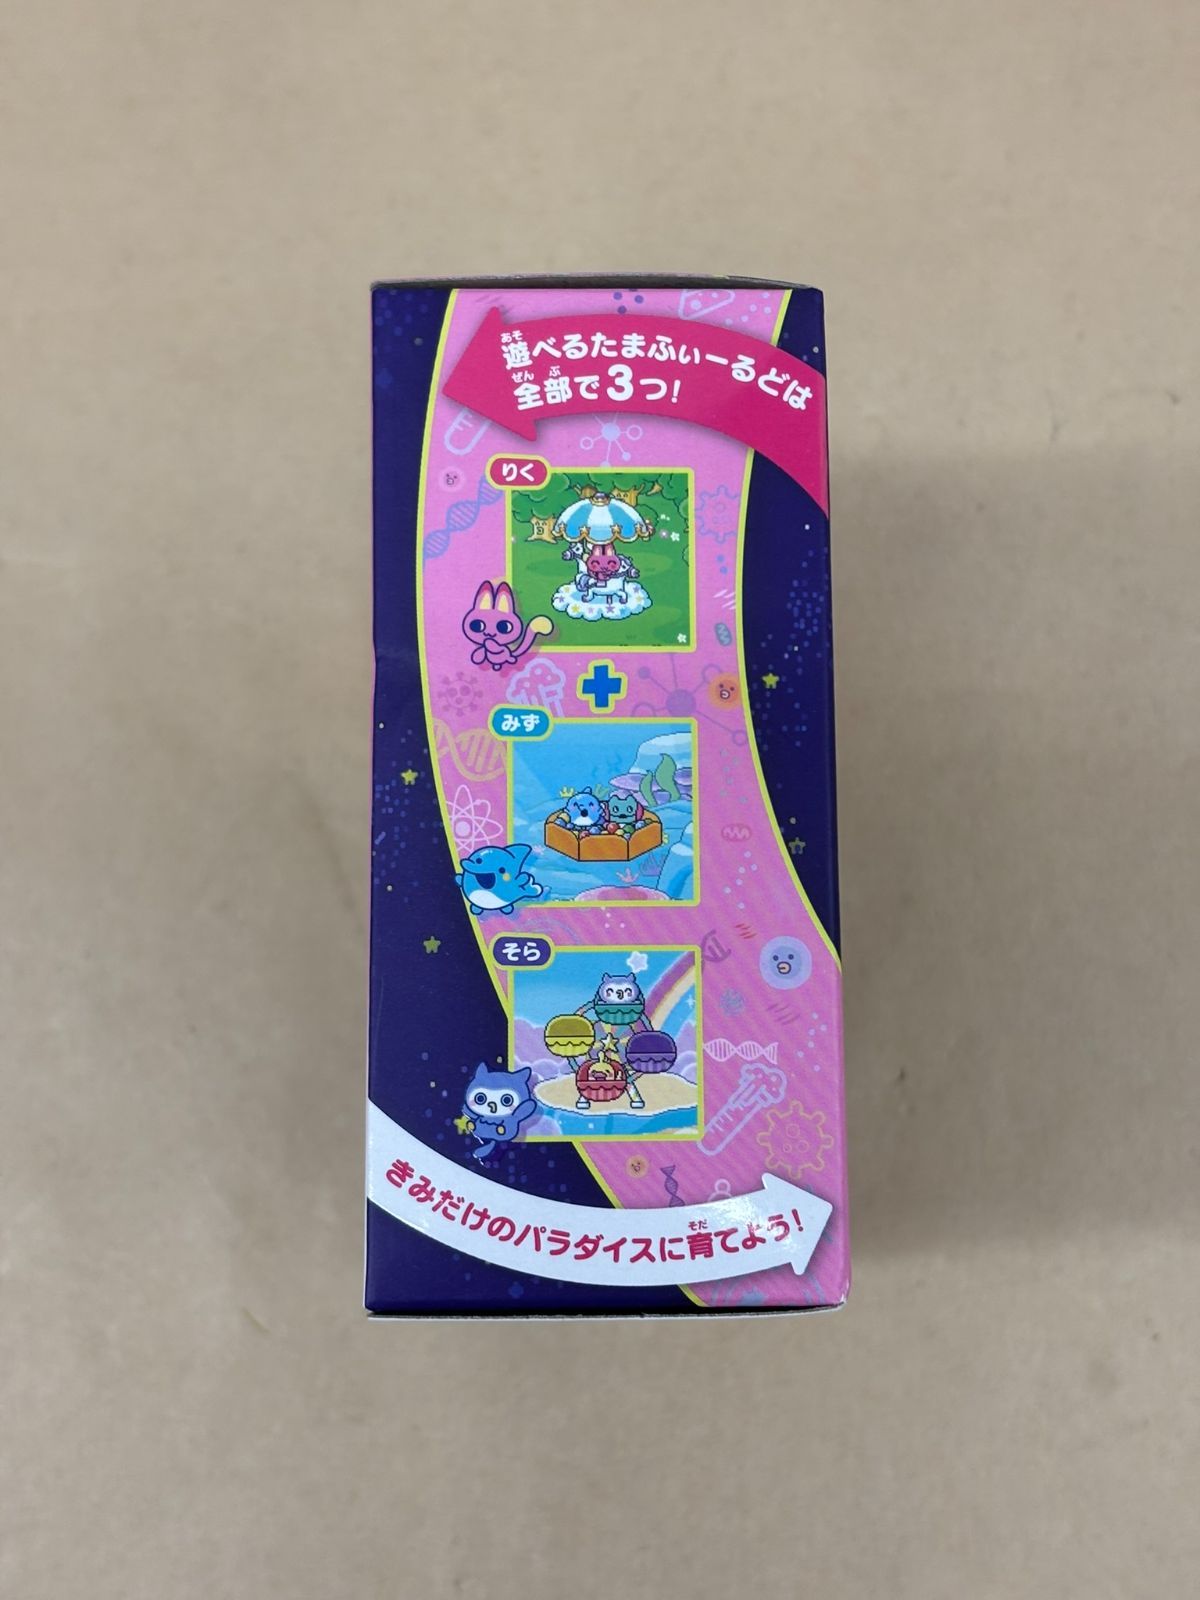 遊べるたまふぃーるどは
全部で3つ!
りく
みず
そら
きみだけのパラダイスに育てよう!